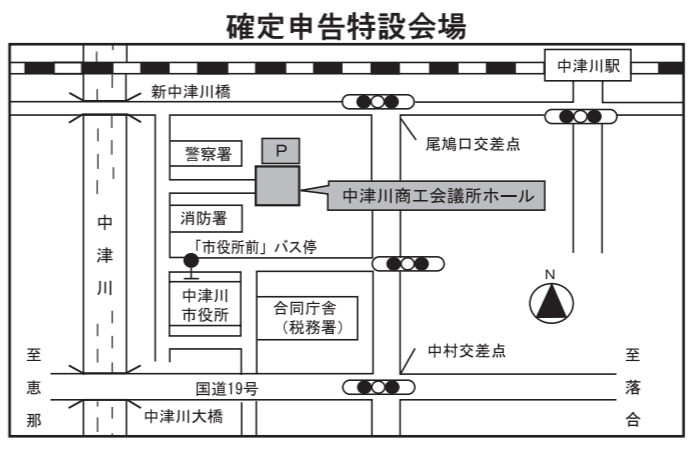 確定申告特設会場
中津川駅
新中津川橋
尾鳩口交差点
警察署
P
中津川商工会議所ホール
消防署
中津川
「市役所前」バス停
N
中津川
市役所
合同庁舎
（税務署）
中村交差点
至恵那
至落合
国道19号
中津川大橋